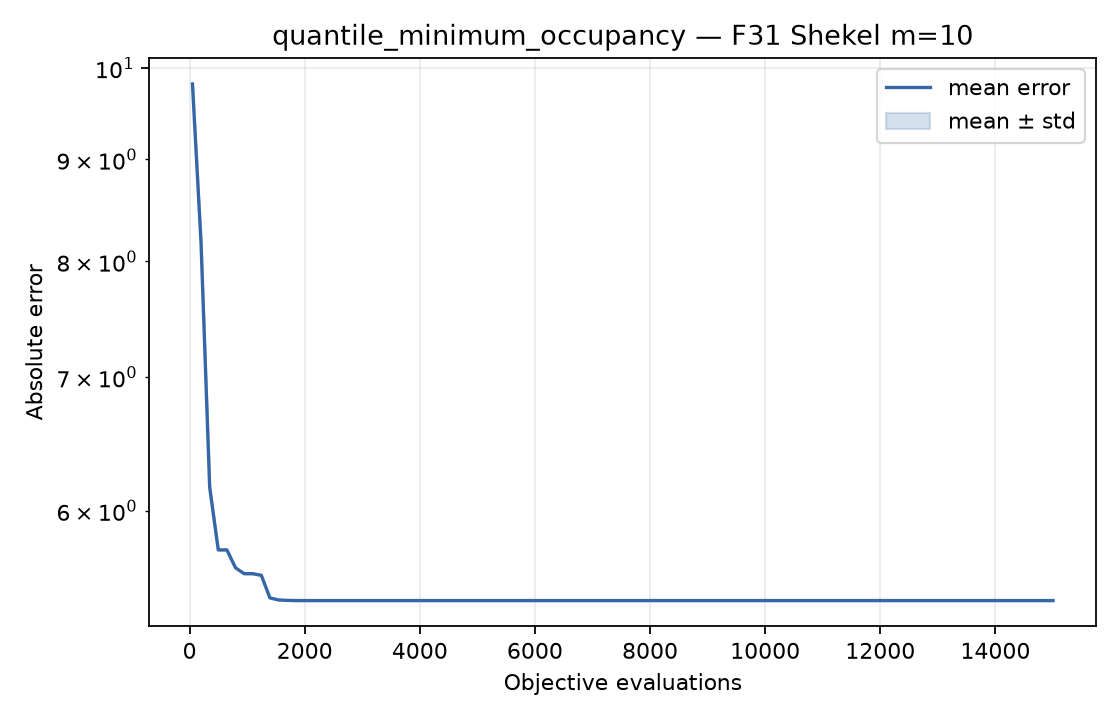 quantile_minimum_occupancy — F31 Shekel m=10
10¹
9 × 10⁰
8 × 10⁰
7 × 10⁰
6 × 10⁰
Absolute error
mean error
mean ± std
0 2000 4000 6000 8000 10000 12000 14000
Objective evaluations